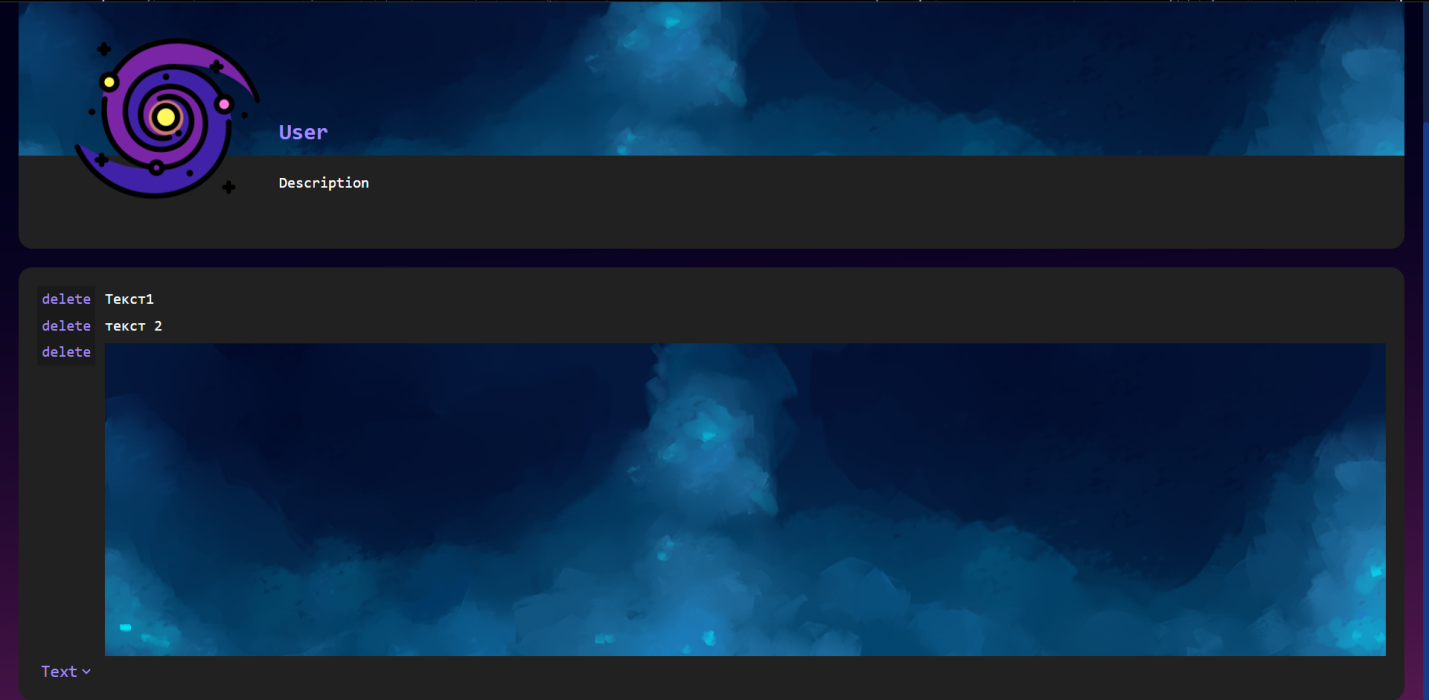 User
Description
delete Текст1
delete текст 2
delete
Text